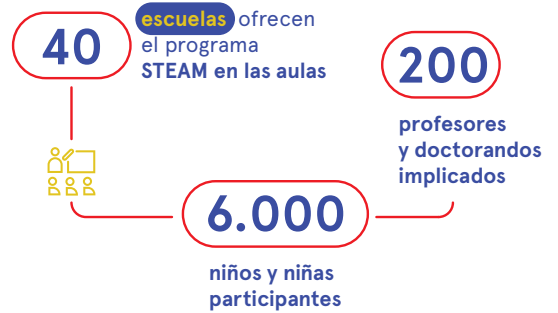 40
escuelas ofrecen
el programa
STEAM en las aulas
200
profesores
y doctorandos
implicados
6.000
niños y niñas
participantes